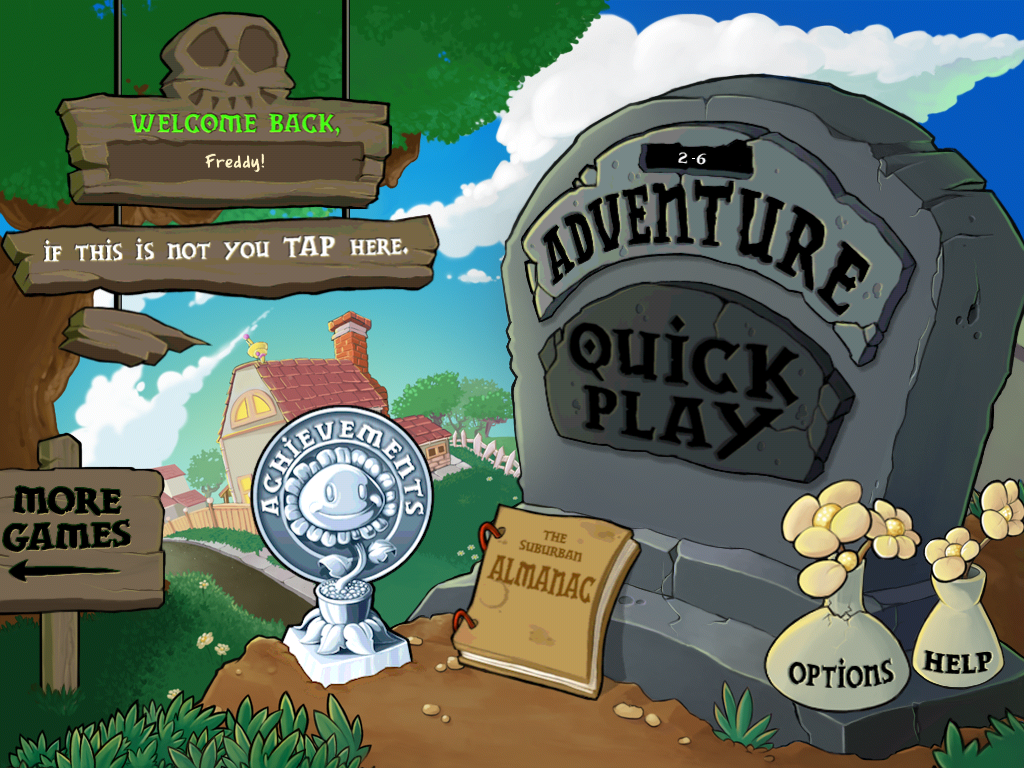 WELCOME BACK,
Freddy!
iF THiS iS NOT YOU TAP HERE.
2-6
ADVENTURE
QUiCK
PLAY
ACHiEVEMENTS
MORE
GAMES
THE
SUBURBAN
ALMANAC
OPTiONS
HELP